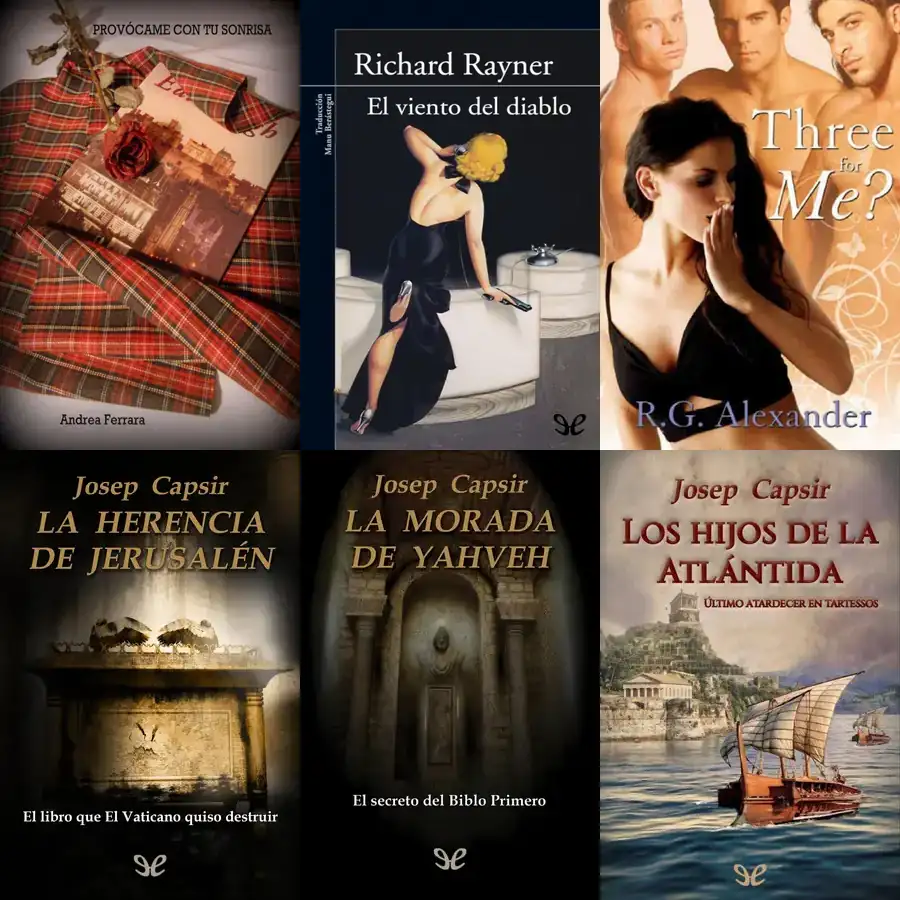 PROVÓCAME CON TU SONRISA
Andrea Ferrara
Richard Rayner
El viento del diablo
Traducción
Manu Berástegui
Three
for
Me?
R.G. Alexander
Josep Capsir
LA HERENCIA
DE JERUSALÉN
El libro que El Vaticano quiso destruir
Josep Capsir
LA MORADA
DE YAHVEH
El secreto del Biblo Primero
Josep Capsir
LOS HIJOS DE LA
ATLÁNTIDA
ÚLTIMO ATARDECER EN TARTESSOS